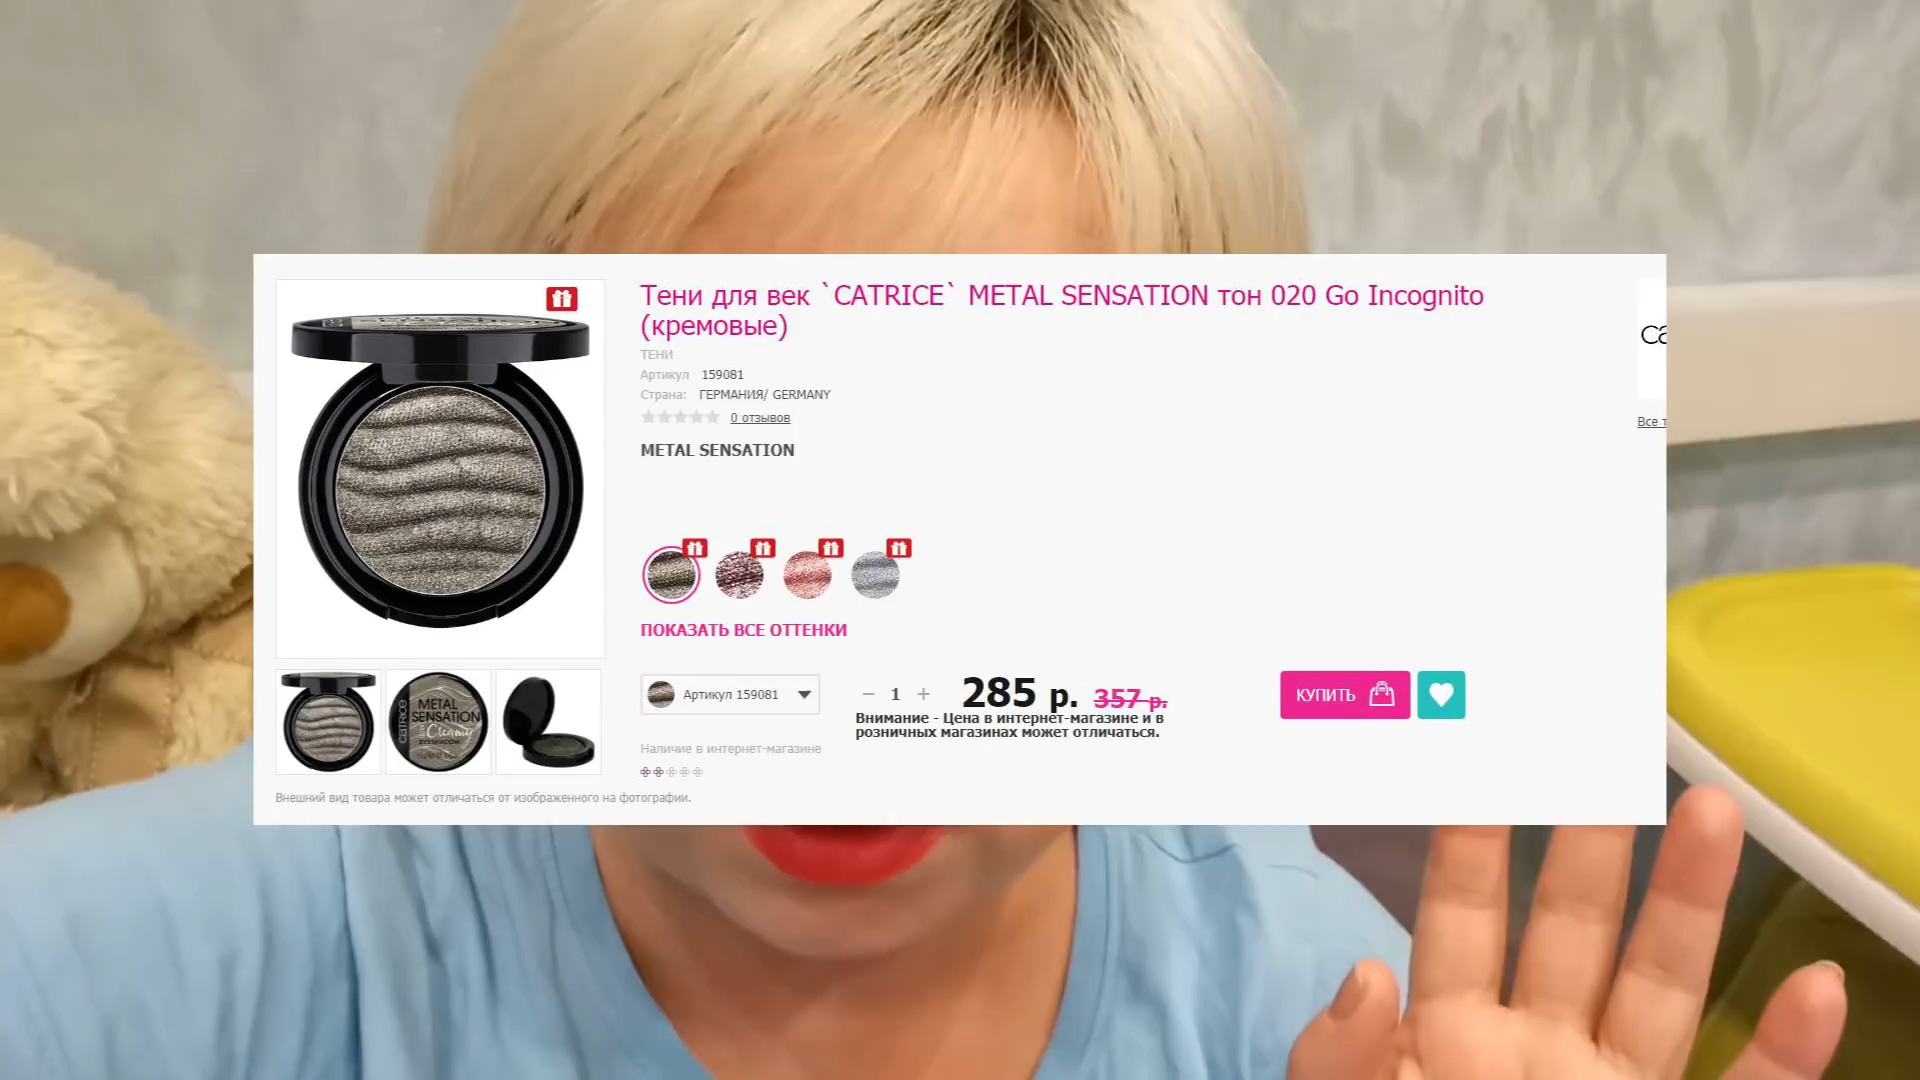 Тени для век `CATRICE` METAL SENSATION тон 020 Go Incognito
(кремовые)
ТЕНИ
Артикул 159081
Страна: ГЕРМАНИЯ/ GERMANY
0 отзывов
Все т
METAL SENSATION
ПОКАЗАТЬ ВСЕ ОТТЕНКИ
Артикул 159081
1
285 р. 357 р.
КУПИТЬ
Внимание - Цена в интернет-магазине и в
розничных магазинах может отличаться.
Наличие в интернет-магазине
CATRICE
METAL
SENSATION
Creamy
Внешний вид товара может отличаться от изображенного на фотографии.